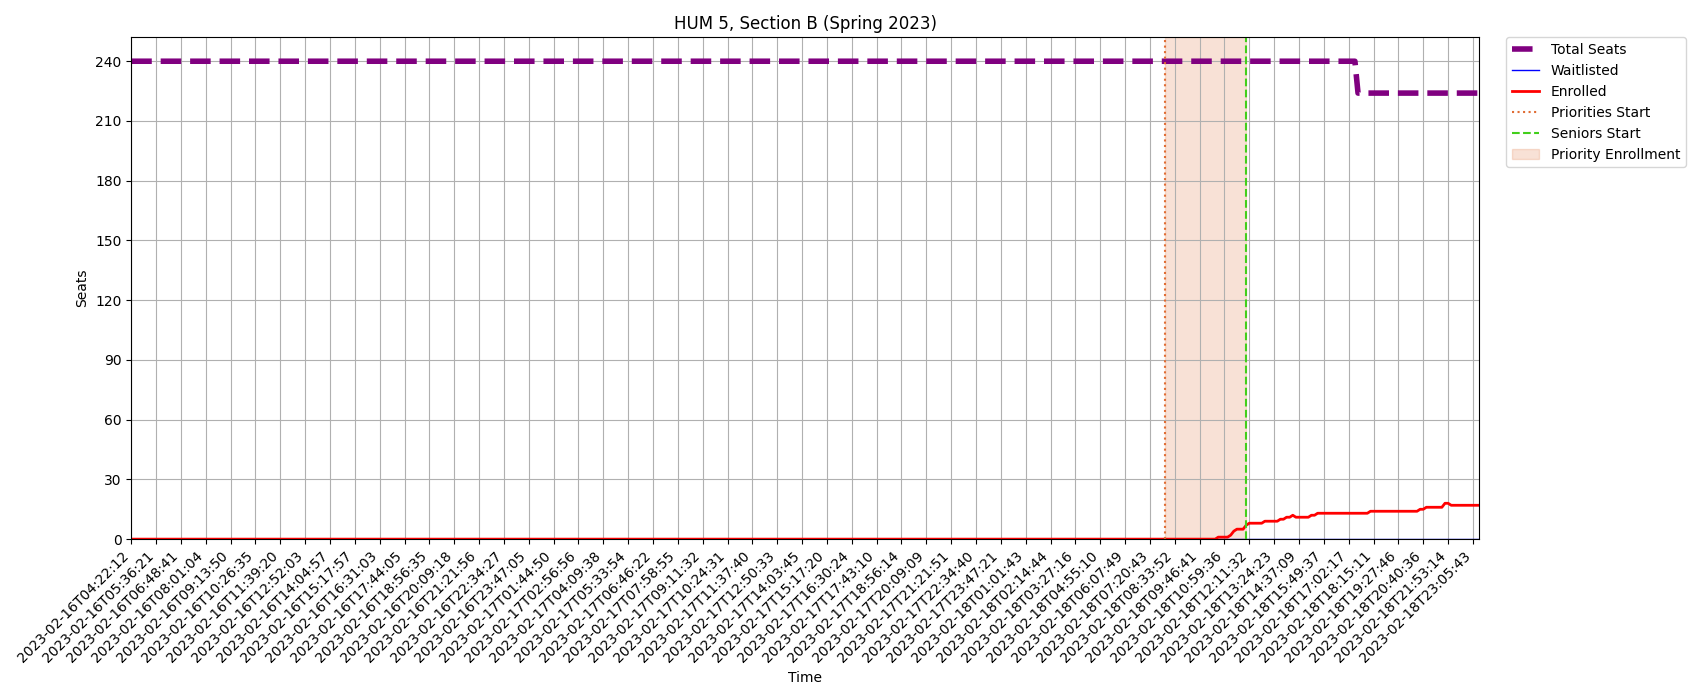 HUM 5, Section B (Spring 2023)
Total Seats
Waitlisted
Enrolled
Priorities Start
Seniors Start
Priority Enrollment
Seats
240
210
180
150
120
90
60
30
0
2023-02-16T04:22:12
2023-02-16T05:36:21
2023-02-16T06:48:41
2023-02-16T08:01:04
2023-02-16T09:13:50
2023-02-16T10:26:35
2023-02-16T11:39:20
2023-02-16T12:52:03
2023-02-16T14:04:57
2023-02-16T15:17:57
2023-02-16T16:31:03
2023-02-16T17:44:05
2023-02-16T18:56:35
2023-02-16T20:09:18
2023-02-16T21:21:56
2023-02-16T22:34:27
2023-02-16T23:47:05
2023-02-17T01:44:50
2023-02-17T02:56:56
2023-02-17T04:09:38
2023-02-17T05:33:54
2023-02-17T06:46:22
2023-02-17T07:58:55
2023-02-17T09:11:32
2023-02-17T10:24:31
2023-02-17T11:37:40
2023-02-17T12:50:33
2023-02-17T14:03:45
2023-02-17T15:17:20
2023-02-17T16:30:24
2023-02-17T17:43:10
2023-02-17T18:56:14
2023-02-17T20:09:09
2023-02-17T21:21:51
2023-02-17T22:34:40
2023-02-17T23:47:21
2023-02-18T01:01:43
2023-02-18T02:14:44
2023-02-18T03:27:16
2023-02-18T04:55:10
2023-02-18T06:07:49
2023-02-18T07:20:43
2023-02-18T08:33:52
2023-02-18T09:46:41
2023-02-18T10:59:36
2023-02-18T12:11:32
2023-02-18T13:24:23
2023-02-18T14:37:09
2023-02-18T15:49:37
2023-02-18T17:02:17
2023-02-18T18:15:11
2023-02-18T19:27:46
2023-02-18T20:40:36
2023-02-18T21:53:14
2023-02-18T23:05:43
Time